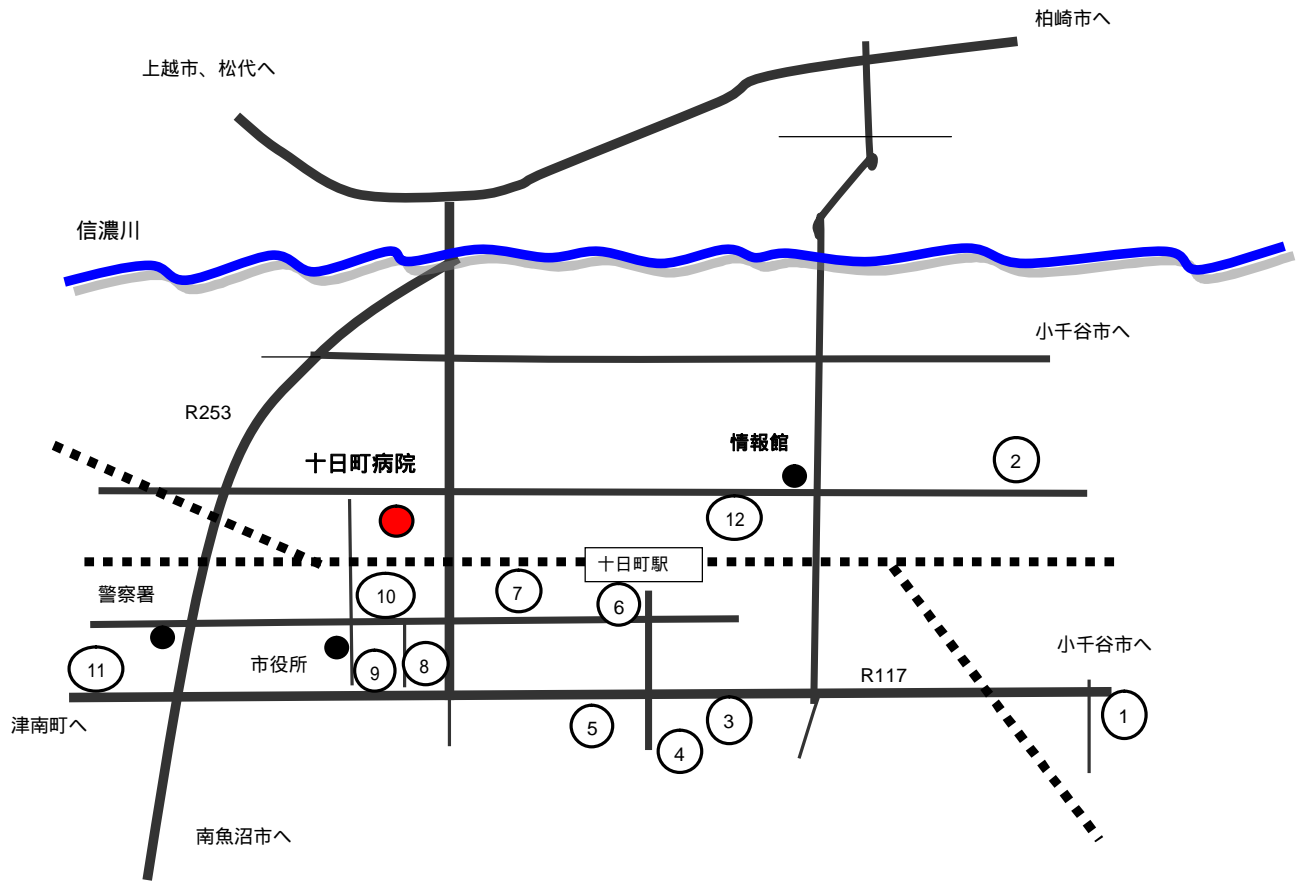 柏崎市へ
上越市、松代へ
信濃川
小千谷市へ
R253
十日町病院
情報館
2
12
十日町駅
警察署
10
7
6
市役所
11
9
8
小千谷市へ
R117
津南町へ
5
3
4
1
南魚沼市へ